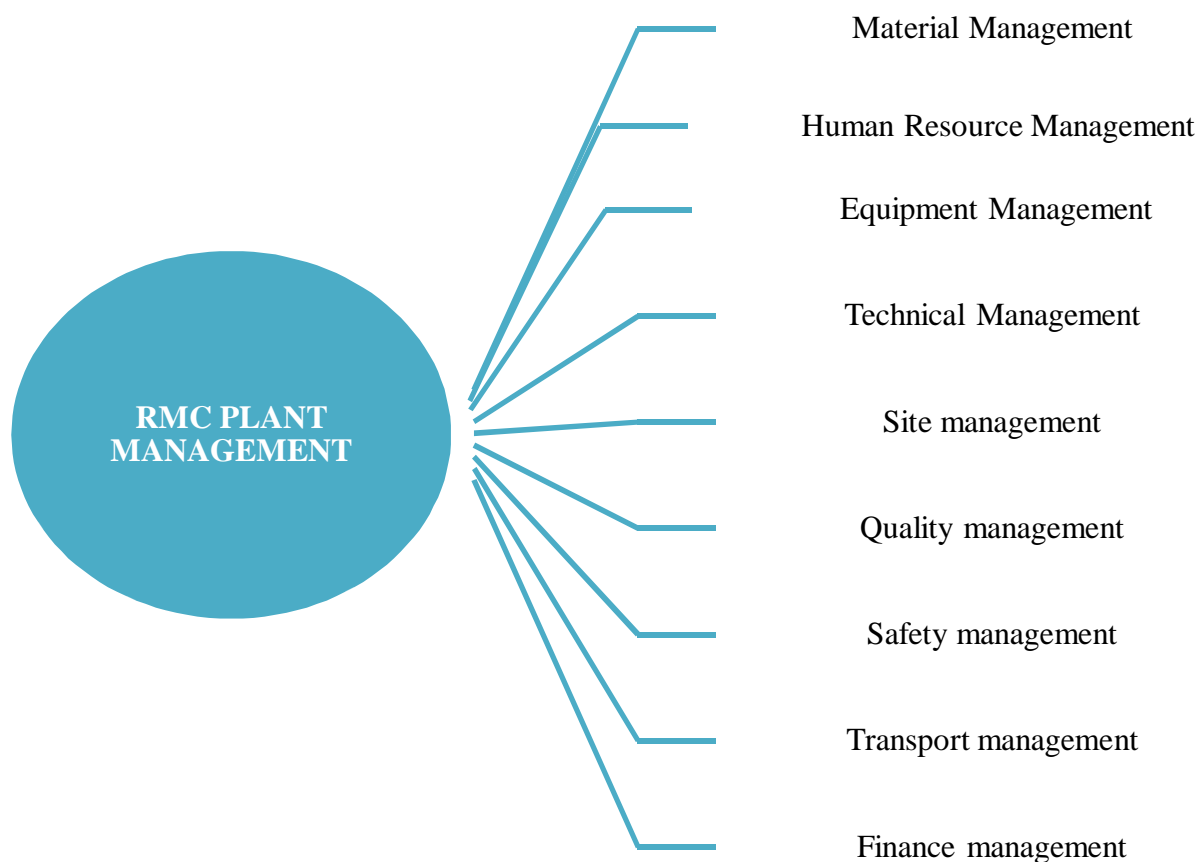 Material Management
Human Resource Management
Equipment Management
Technical Management
RMC PLANT
MANAGEMENT
Site management
Quality management
Safety management
Transport management
Finance management